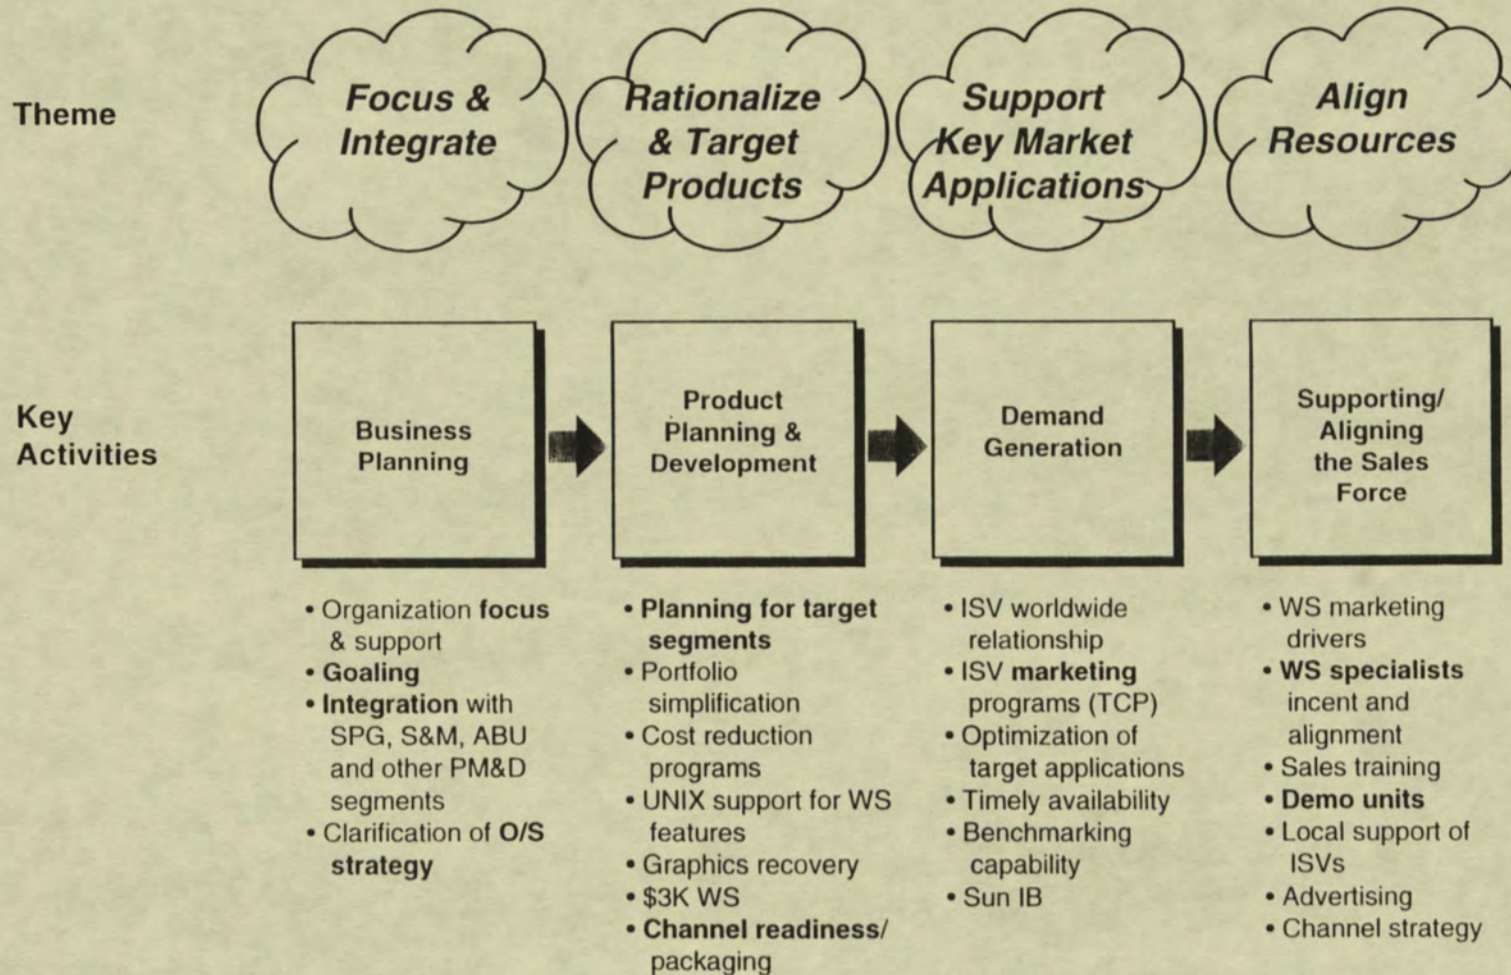 Theme
Focus &
Integrate
Rationalize
& Target
Products
Support
Key Market
Applications
Align
Resources
Key
Activities
Business
Planning
Product
Planning &
Development
Demand
Generation
Supporting/
Aligning
the Sales
Force
• Organization focus
& support
• Goaling
• Integration with
SPG, S&M, ABU
and other PM&D
segments
• Clarification of O/S
strategy
• Planning for target
segments
• Portfolio
simplification
• Cost reduction
programs
• UNIX support for WS
features
• Graphics recovery
• $3K WS
• Channel readiness/
packaging
• ISV worldwide
relationship
• ISV marketing
programs (TCP)
• Optimization of
target applications
• Timely availability
• Benchmarking
capability
• Sun IB
• WS marketing
drivers
• WS specialists
incent and
alignment
• Sales training
• Demo units
• Local support of
ISVs
• Advertising
• Channel strategy